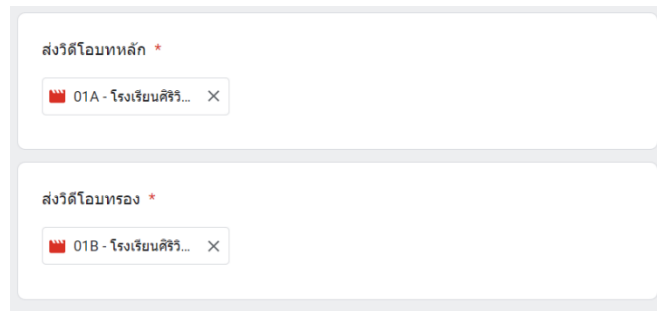 ส่งวิดีโอบทหลัก *
01A - โรงเรียนศิริวิ...
ส่งวิดีโอบทรอง *
01B - โรงเรียนศิริวิ...